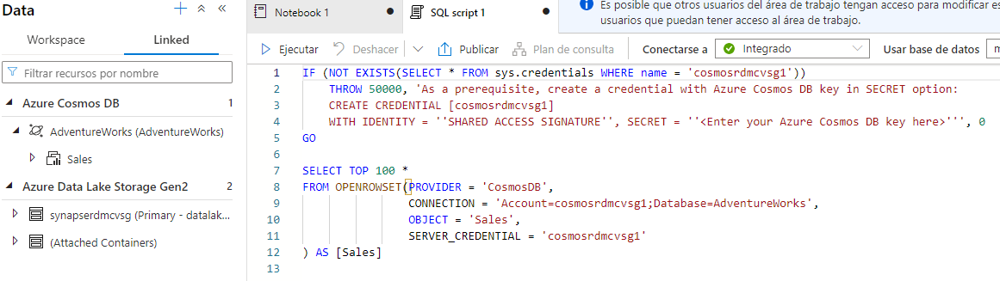 Data
Workspace
Linked
Filtrar recursos por nombre
Azure Cosmos DB 1
AdventureWorks (AdventureWorks)
Sales
Azure Data Lake Storage Gen2 2
synapserdmcvsg (Primary - datalak...
(Attached Containers)
Notebook 1
SQL script 1
Es posible que otros usuarios del área de trabajo tengan acceso para modificar es
usuarios que puedan tener acceso al área de trabajo.
Ejecutar Deshacer Publicar Plan de consulta Conectarse a Integrado Usar base de datos m
1 IF (NOT EXISTS(SELECT * FROM sys.credentials WHERE name = 'cosmosrdmcvsg1'))
2 THROW 50000, 'As a prerequisite, create a credential with Azure Cosmos DB key in SECRET option:
3 CREATE CREDENTIAL [cosmosrdmcvsg1]
4 WITH IDENTITY = ''SHARED ACCESS SIGNATURE'', SECRET = ''<Enter your Azure Cosmos DB key here>''', 0
5 GO
6
7 SELECT TOP 100 *
8 FROM OPENROWSET(PROVIDER = 'CosmosDB',
9 CONNECTION = 'Account=cosmosrdmcvsg1;Database=AdventureWorks',
10 OBJECT = 'Sales',
11 SERVER_CREDENTIAL = 'cosmosrdmcvsg1'
12 ) AS [Sales]
13